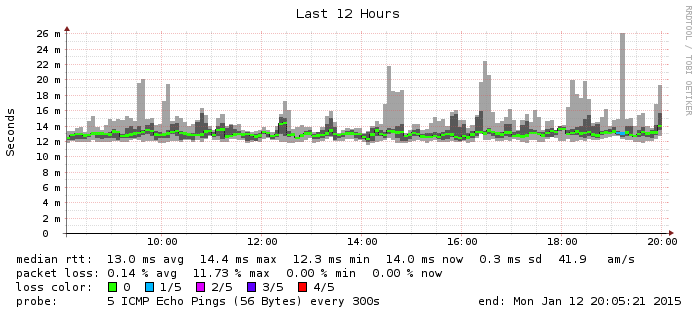 Last 12 Hours
RRDTOOL / TOBI OETIKER
Seconds
26 m
24 m
22 m
20 m
18 m
16 m
14 m
12 m
10 m
8 m
6 m
4 m
2 m
0
10:00 12:00 14:00 16:00 18:00 20:00
median rtt: 13.0 ms avg 14.4 ms max 12.3 ms min 14.0 ms now 0.3 ms sd 41.9 am/s
packet loss: 0.14 % avg 11.73 % max 0.00 % min 0.00 % now
loss color: 0 1/5 2/5 3/5 4/5
probe: 5 ICMP Echo Pings (56 Bytes) every 300s end: Mon Jan 12 20:05:21 2015